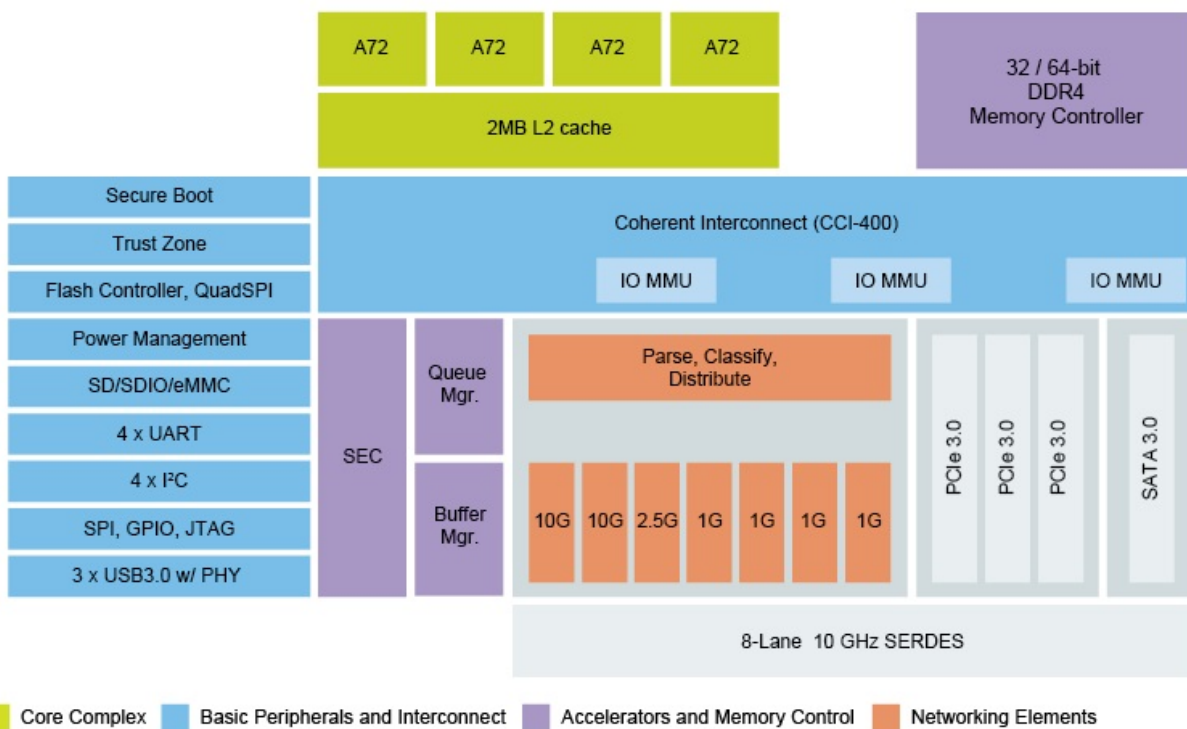 A72
A72
A72
A72
2MB L2 cache
32 / 64-bit
DDR4
Memory Controller
Secure Boot
Trust Zone
Flash Controller, QuadSPI
Power Management
SD/SDIO/eMMC
4 x UART
4 x I²C
SPI, GPIO, JTAG
3 x USB3.0 w/ PHY
Coherent Interconnect (CCI-400)
IO MMU
IO MMU
IO MMU
SEC
Queue
Mgr.
Buffer
Mgr.
Parse, Classify,
Distribute
10G
10G
2.5G
1G
1G
1G
1G
PCIe 3.0
PCIe 3.0
PCIe 3.0
SATA 3.0
8-Lane 10 GHz SERDES
Core Complex
Basic Peripherals and Interconnect
Accelerators and Memory Control
Networking Elements